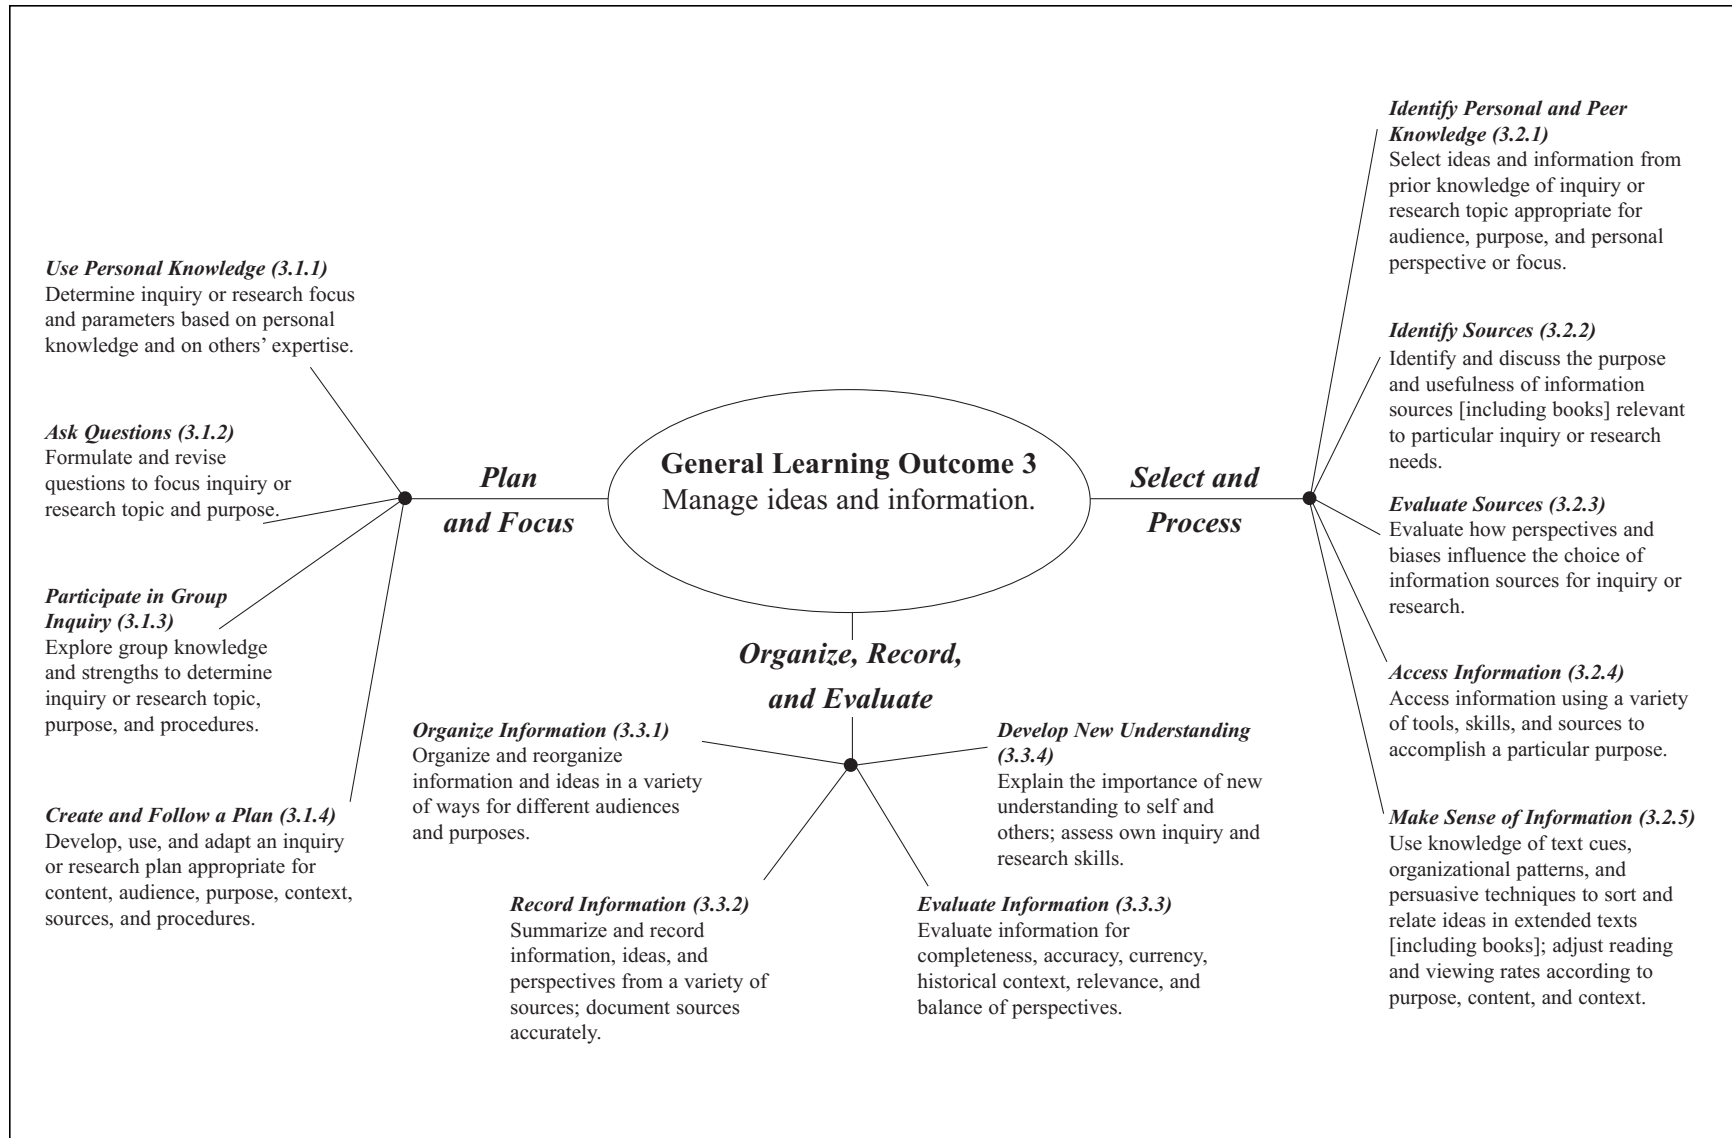 General Learning Outcome 3
Manage ideas and information.
Plan
and Focus
Use Personal Knowledge (3.1.1)
Determine inquiry or research focus
and parameters based on personal
knowledge and on others’ expertise.
Ask Questions (3.1.2)
Formulate and revise
questions to focus inquiry or
research topic and purpose.
Participate in Group
Inquiry (3.1.3)
Explore group knowledge
and strengths to determine
inquiry or research topic,
purpose, and procedures.
Create and Follow a Plan (3.1.4)
Develop, use, and adapt an inquiry
or research plan appropriate for
content, audience, purpose, context,
sources, and procedures.
Select and
Process
Identify Personal and Peer
Knowledge (3.2.1)
Select ideas and information from
prior knowledge of inquiry or
research topic appropriate for
audience, purpose, and personal
perspective or focus.
Identify Sources (3.2.2)
Identify and discuss the purpose
and usefulness of information
sources [including books] relevant
to particular inquiry or research
needs.
Evaluate Sources (3.2.3)
Evaluate how perspectives and
biases influence the choice of
information sources for inquiry or
research.
Access Information (3.2.4)
Access information using a variety
of tools, skills, and sources to
accomplish a particular purpose.
Make Sense of Information (3.2.5)
Use knowledge of text cues,
organizational patterns, and
persuasive techniques to sort and
relate ideas in extended texts
[including books]; adjust reading
and viewing rates according to
purpose, content, and context.
Organize, Record,
and Evaluate
Organize Information (3.3.1)
Organize and reorganize
information and ideas in a variety
of ways for different audiences
and purposes.
Record Information (3.3.2)
Summarize and record
information, ideas, and
perspectives from a variety of
sources; document sources
accurately.
Evaluate Information (3.3.3)
Evaluate information for
completeness, accuracy, currency,
historical context, relevance, and
balance of perspectives.
Develop New Understanding
(3.3.4)
Explain the importance of new
understanding to self and
others; assess own inquiry and
research skills.